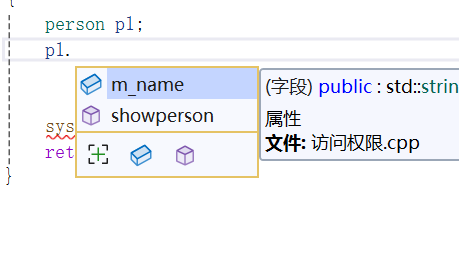 {
person p1;
p1.
m_name
showperson
(字段) public : std::string
属性
文件: 访问权限.cpp
sys
ret
}